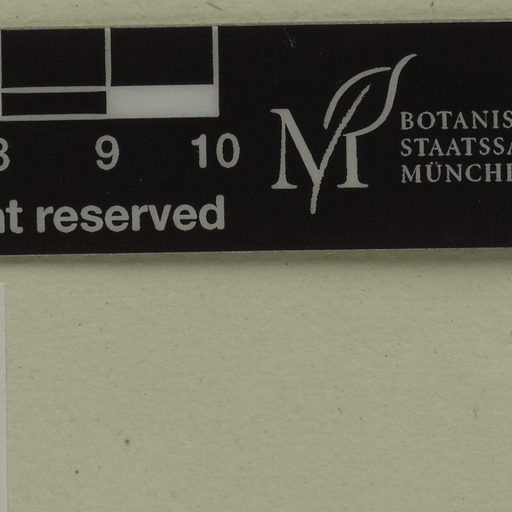 8 9 10
BOTANIS
STAATSSA
MÜNCHE
nt reserved